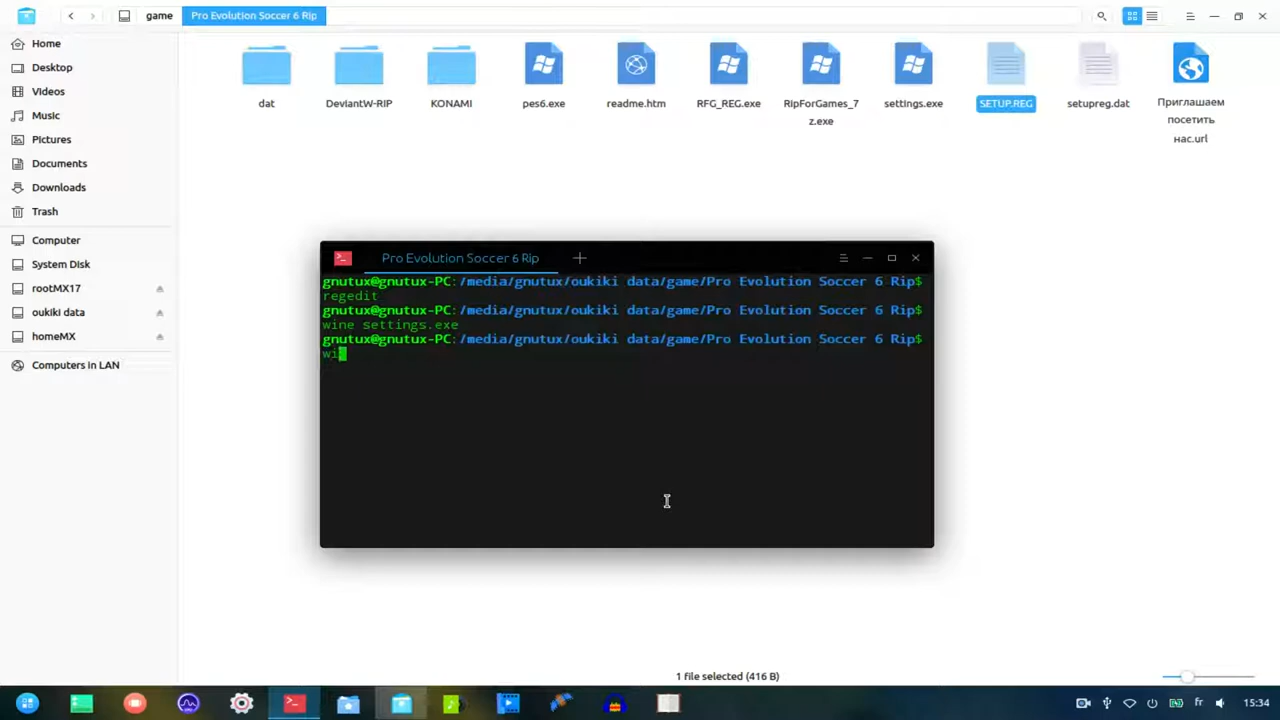 game
Pro Evolution Soccer 6 Rip
Home
Desktop
Videos
Music
Pictures
Documents
Downloads
Trash
Computer
System Disk
rootMX17
oukiki data
homeMX
Computers in LAN
dat
DeviantW-RIP
KONAMI
pes6.exe
readme.htm
RFG_REG.exe
RipForGames_7
z.exe
settings.exe
SETUP.REG
setupreg.dat
Приглашаем
посетить
нас.url
Pro Evolution Soccer 6 Rip
gnutux@gnutux-PC:/media/gnutux/oukiki data/game/Pro Evolution Soccer 6 Rip$
regedit
gnutux@gnutux-PC:/media/gnutux/oukiki data/game/Pro Evolution Soccer 6 Rip$
wine settings.exe
gnutux@gnutux-PC:/media/gnutux/oukiki data/game/Pro Evolution Soccer 6 Rip$
wi
1 file selected (416 B)
fr
15:34